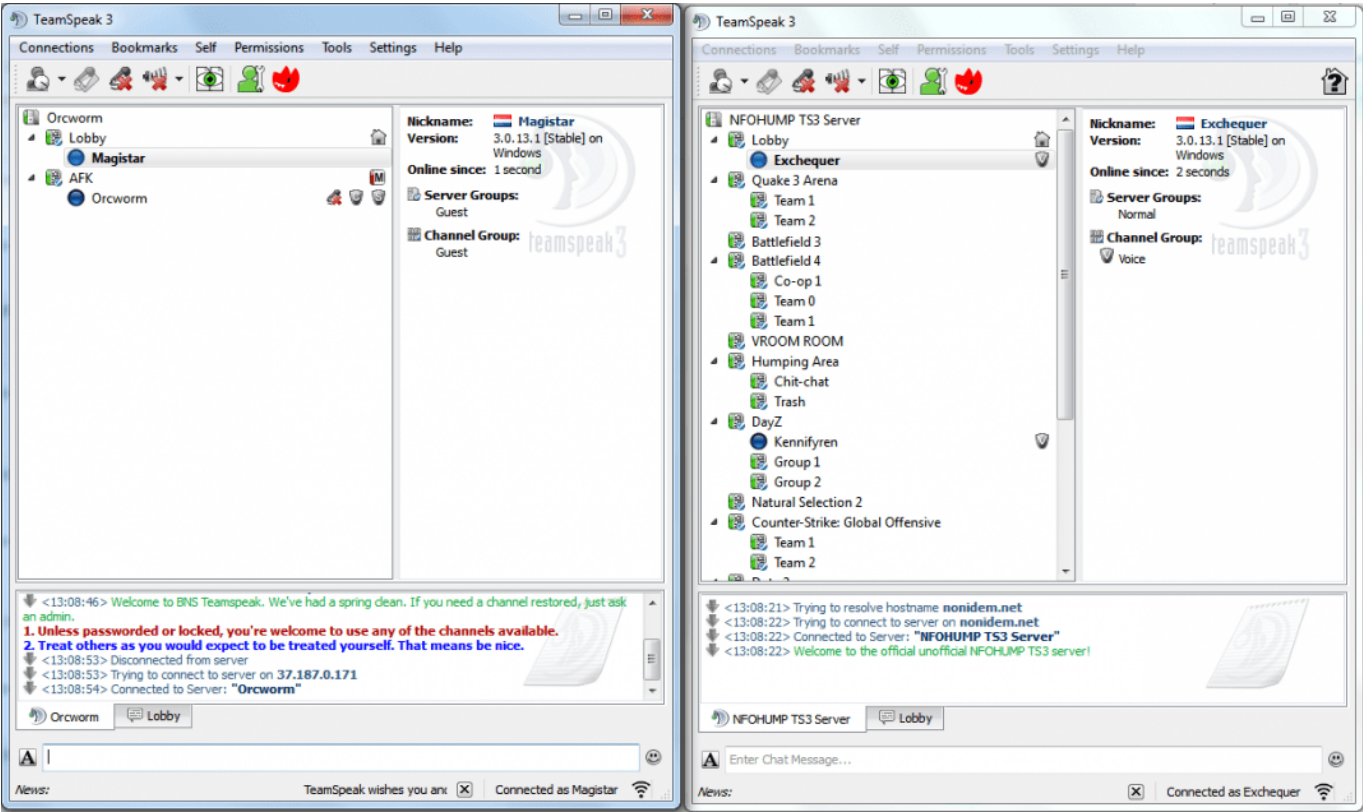 TeamSpeak 3
Connections Bookmarks Self Permissions Tools Settings Help
Orcworm
Lobby
Magistar
AFK
M
Orcworm
Nickname: Magistar
Version: 3.0.13.1 [Stable] on
Windows
Online since: 1 second
Server Groups:
Guest
Channel Group:
Guest
teamspeak 3
<13:08:46> Welcome to BNS Teamspeak. We've had a spring clean. If you need a channel restored, just ask
an admin.
1. Unless passworded or locked, you're welcome to use any of the channels available.
2. Treat others as you would expect to be treated yourself. That means be nice.
<13:08:53> Disconnected from server
<13:08:53> Trying to connect to server on 37.187.0.171
<13:08:54> Connected to Server: "Orcworm"
Orcworm
Lobby
A
News:
TeamSpeak wishes you an
Connected as Magistar
TeamSpeak 3
Connections Bookmarks Self Permissions Tools Settings Help
NFOHUMP TS3 Server
Lobby
Exchequer
Quake 3 Arena
Team 1
Team 2
Battlefield 3
Battlefield 4
Co-op 1
Team 0
Team 1
VROOM ROOM
Humping Area
Chit-chat
Trash
DayZ
Kennifyren
Group 1
Group 2
Natural Selection 2
Counter-Strike: Global Offensive
Team 1
Team 2
Nickname: Exchequer
Version: 3.0.13.1 [Stable] on
Windows
Online since: 2 seconds
Server Groups:
Normal
Channel Group:
Voice
teamspeak 3
<13:08:21> Trying to resolve hostname nonidem.net
<13:08:22> Trying to connect to server on nonidem.net
<13:08:22> Connected to Server: "NFOHUMP TS3 Server"
<13:08:22> Welcome to the official unofficial NFOHUMP TS3 server!
NFOHUMP TS3 Server
Lobby
A
Enter Chat Message...
News:
Connected as Exchequer